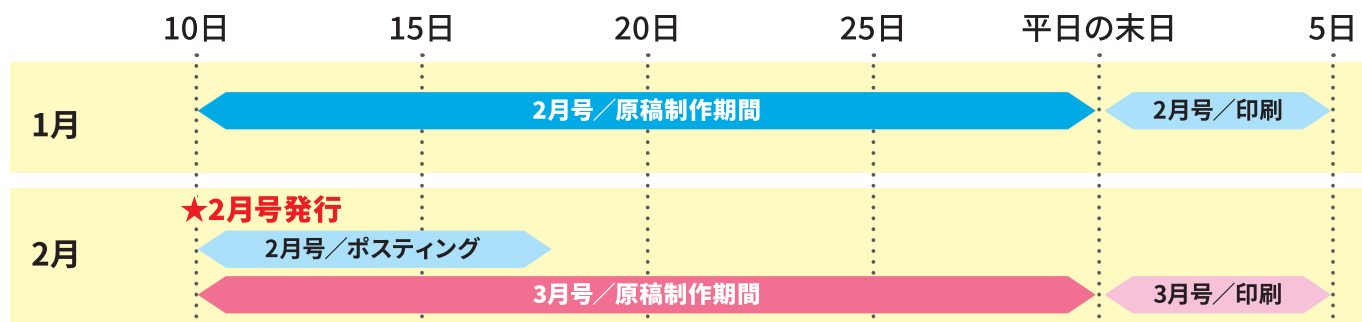 10日 15日 20日 25日 平日の末日 5日
1月
2月号／原稿制作期間 2月号／印刷
★2月号発行
2月
2月号／ポスティング
3月号／原稿制作期間 3月号／印刷